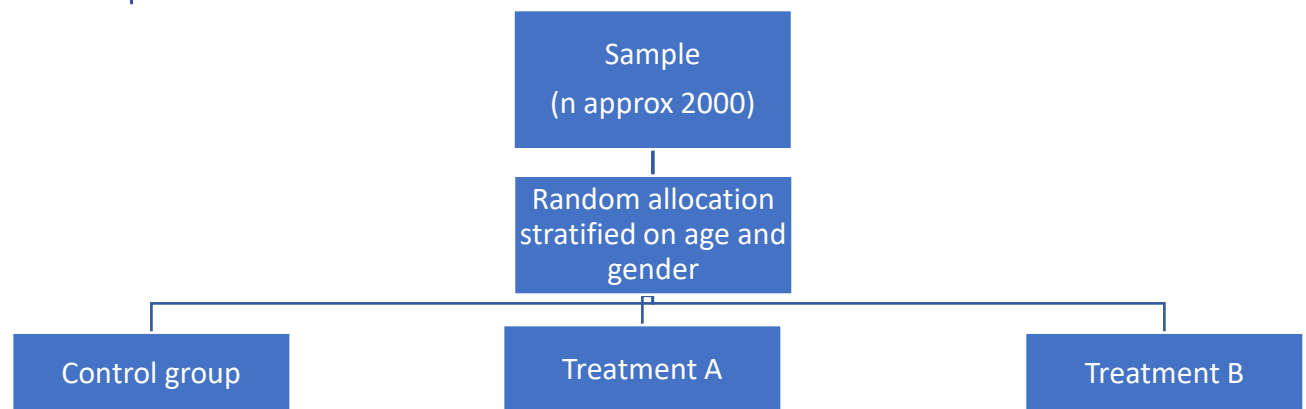 Sample
(n approx 2000)
Random allocation
stratified on age and
gender
Control group
Treatment A
Treatment B